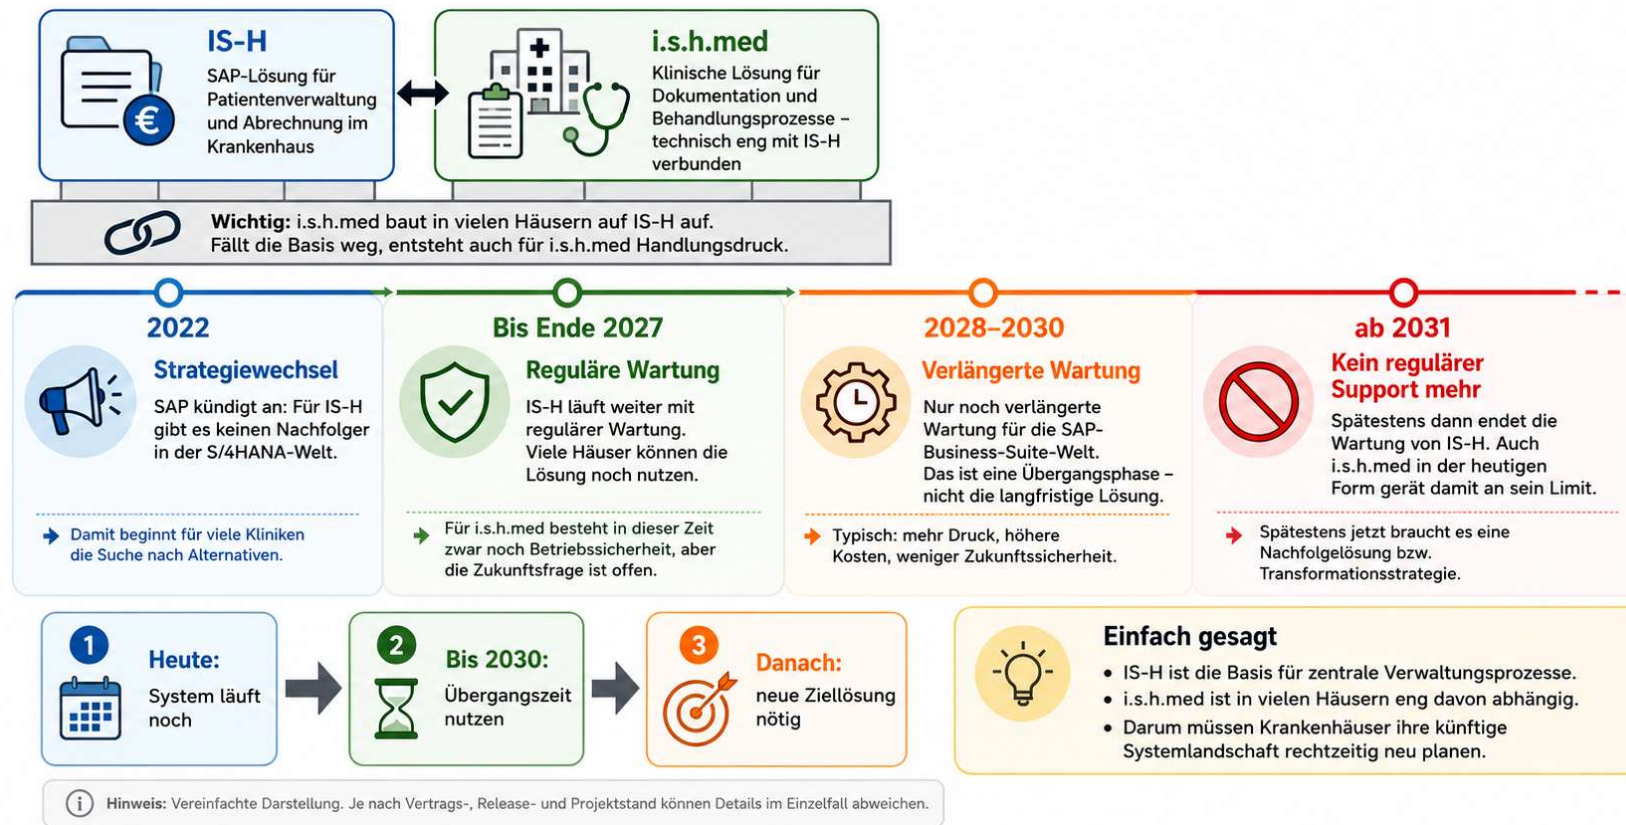 IS-H
SAP-Lösung für
Patientenverwaltung
und Abrechnung im
Krankenhaus
€
i.s.h.med
Klinische Lösung für
Dokumentation und
Behandlungsprozesse –
technisch eng mit IS-H
verbunden
Wichtig: i.s.h.med baut in vielen Häusern auf IS-H auf.
Fällt die Basis weg, entsteht auch für i.s.h.med Handlungsdruck.
2022
Strategiewechsel
SAP kündigt an: Für IS-H
gibt es keinen Nachfolger
in der S/4HANA-Welt.
Damit beginnt für viele Kliniken
die Suche nach Alternativen.
Bis Ende 2027
Reguläre Wartung
IS-H läuft weiter mit
regulärer Wartung.
Viele Häuser können die
Lösung noch nutzen.
Für i.s.h.med besteht in dieser Zeit
zwar noch Betriebssicherheit, aber
die Zukunftsfrage ist offen.
2028–2030
Verlängerte Wartung
Nur noch verlängerte
Wartung für die SAP-
Business-Suite-Welt.
Das ist eine Übergangsphase –
nicht die langfristige Lösung.
Typisch: mehr Druck, höhere
Kosten, weniger Zukunftssicherheit.
ab 2031
Kein regulärer
Support mehr
Spätestens dann endet die
Wartung von IS-H. Auch
i.s.h.med in der heutigen
Form gerät damit an sein Limit.
Spätestens jetzt braucht es eine
Nachfolgelösung bzw.
Transformationsstrategie.
1
Heute:
System läuft
noch
2
Bis 2030:
Übergangszeit
nutzen
3
Danach:
neue Ziellösung
nötig
Einfach gesagt
• IS-H ist die Basis für zentrale Verwaltungsprozesse.
• i.s.h.med ist in vielen Häusern eng davon abhängig.
• Darum müssen Krankenhäuser ihre künftige
Systemlandschaft rechtzeitig neu planen.
i Hinweis: Vereinfachte Darstellung. Je nach Vertrags-, Release- und Projektstand können Details im Einzelfall abweichen.